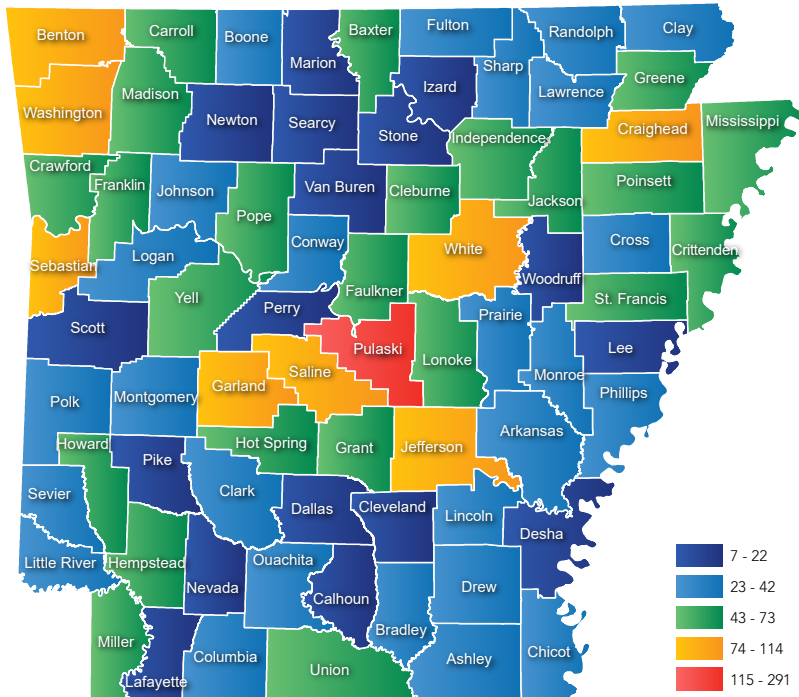 Benton
Carroll
Boone
Marion
Baxter
Fulton
Randolph
Clay
Sharp
Izard
Lawrence
Greene
Washington
Madison
Newton
Searcy
Stone
Independence
Craighead
Mississippi
Crawford
Franklin
Johnson
Pope
Van Buren
Cleburne
Jackson
Poinsett
Sebastian
Logan
Conway
White
Woodruff
Cross
Crittenden
Yell
Faulkner
St. Francis
Scott
Perry
Pulaski
Lonoke
Prairie
Monroe
Lee
Polk
Montgomery
Garland
Saline
Phillips
Howard
Pike
Hot Spring
Grant
Jefferson
Arkansas
Sevier
Clark
Dallas
Cleveland
Lincoln
Desha
Little River
Hempstead
Nevada
Ouachita
Calhoun
Bradley
Drew
Miller
Lafayette
Columbia
Union
Ashley
Chicot
7 - 22
23 - 42
43 - 73
74 - 114
115 - 291